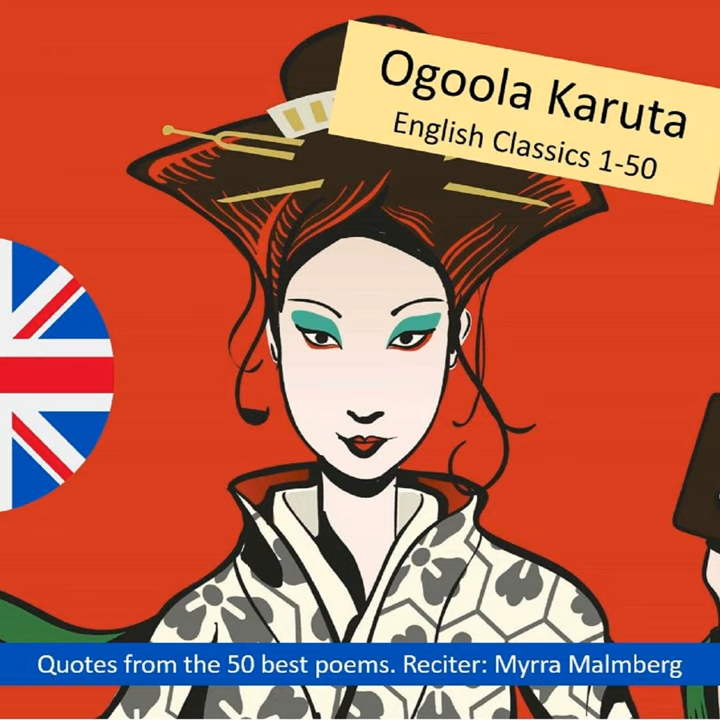 Ogoola Karuta
English Classics 1-50
Quotes from the 50 best poems. Reciter: Myrra Malmberg